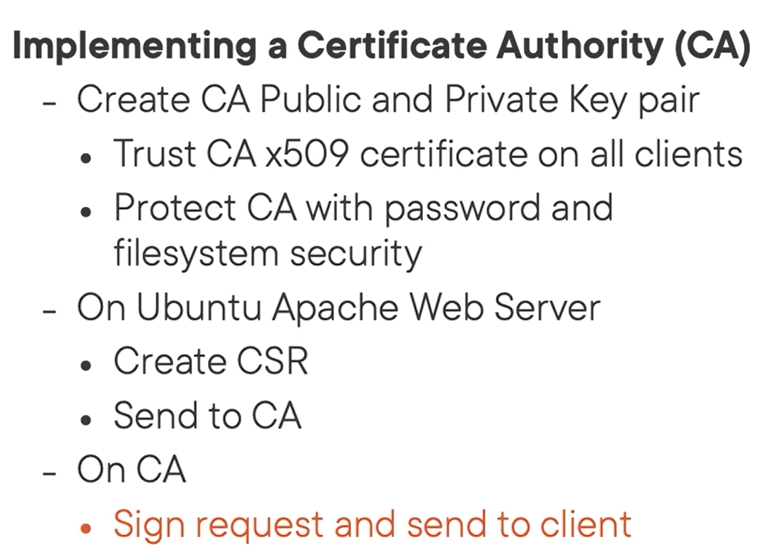 Implementing a Certificate Authority (CA)
- Create CA Public and Private Key pair
• Trust CA x509 certificate on all clients
• Protect CA with password and
filesystem security
- On Ubuntu Apache Web Server
• Create CSR
• Send to CA
- On CA
• Sign request and send to client